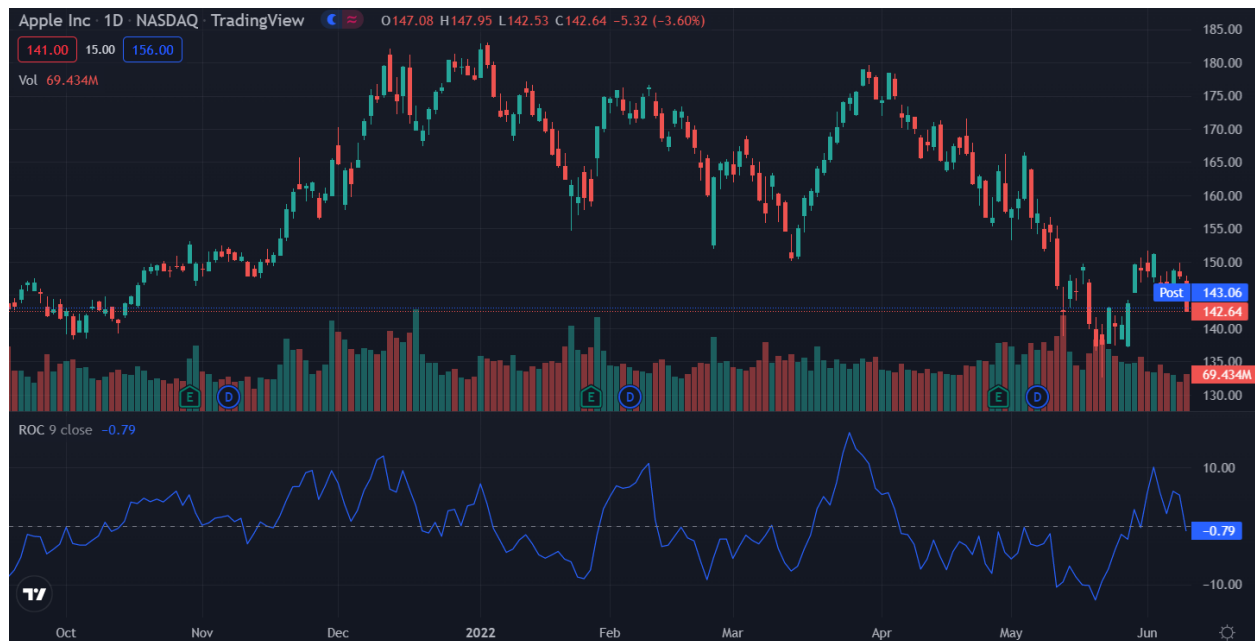 Apple Inc · 1D · NASDAQ · TradingView O147.08 H147.95 L142.53 C142.64 −5.32 (−3.60%)
141.00 15.00 156.00
Vol 69.434M
185.00
180.00
175.00
170.00
165.00
160.00
155.00
150.00
Post 143.06
142.64
140.00
135.00
69.434M
130.00
E D E D E D
ROC 9 close −0.79
10.00
−0.79
−10.00
Oct Nov Dec 2022 Feb Mar Apr May Jun